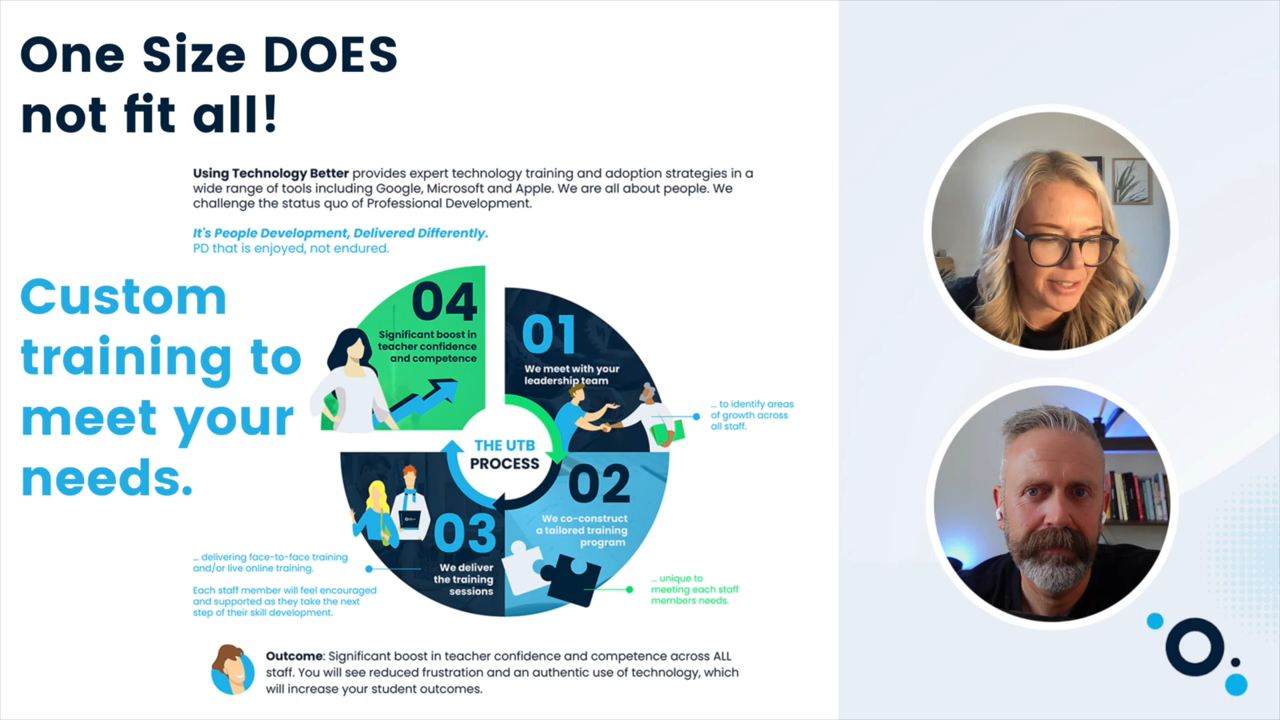 One Size DOES
not fit all!
Using Technology Better provides expert technology training and adoption strategies in a
wide range of tools including Google, Microsoft and Apple. We are all about people. We
challenge the status quo of Professional Development.
It's People Development, Delivered Differently.
PD that is enjoyed, not endured.
Custom
training to
meet your
needs.
THE UTB
PROCESS
01
We meet with your
leadership team
... to identify areas
of growth across
all staff.
02
We co-construct
a tailored training
program
... unique to
meeting each staff
members needs.
03
We deliver
the training
sessions
... delivering face-to-face training
and/or live online training.
Each staff member will feel encouraged
and supported as they take the next
step of their skill development.
04
Significant boost in
teacher confidence
and competence
Outcome: Significant boost in teacher confidence and competence across ALL
staff. You will see reduced frustration and an authentic use of technology, which
will increase your student outcomes.